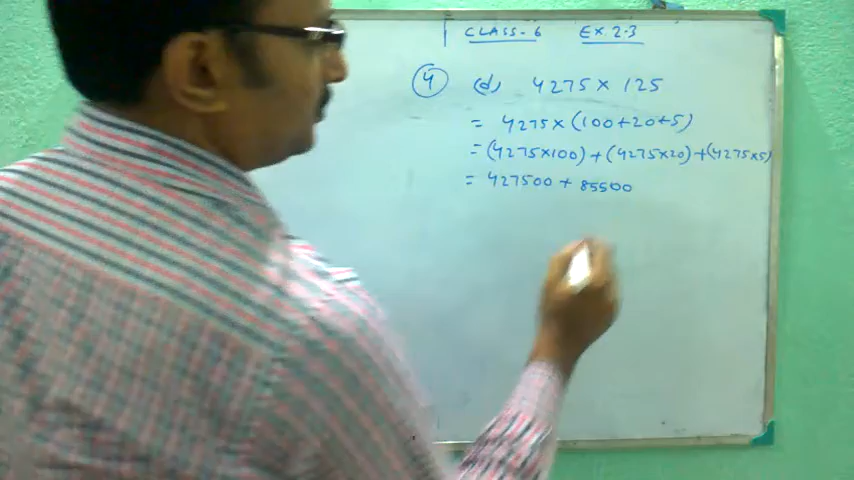 CLASS-6 EX.2.3
4 (d) 4275 × 125
= 4275 × (100+20+5)
= (4275×100) + (4275×20) + (4275×5)
= 427500 + 85500